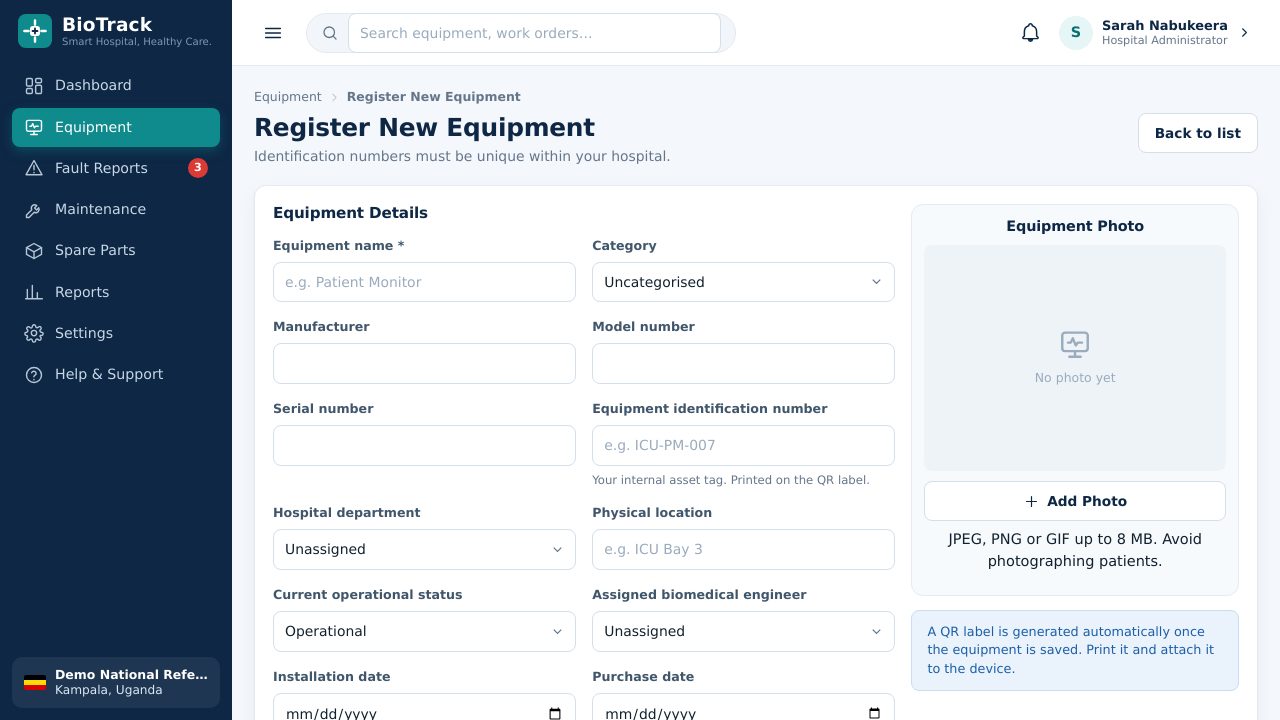 BioTrack
Smart Hospital, Healthy Care.
Dashboard
Equipment
Fault Reports
3
Maintenance
Spare Parts
Reports
Settings
Help & Support
Demo National Refe...
Kampala, Uganda
Search equipment, work orders...
S
Sarah Nabukeera
Hospital Administrator
Equipment
Register New Equipment
Register New Equipment
Identification numbers must be unique within your hospital.
Back to list
Equipment Details
Equipment name *
Category
e.g. Patient Monitor
Uncategorised
Manufacturer
Model number
Serial number
Equipment identification number
e.g. ICU-PM-007
Your internal asset tag. Printed on the QR label.
Hospital department
Physical location
Unassigned
e.g. ICU Bay 3
Current operational status
Assigned biomedical engineer
Operational
Unassigned
Installation date
Purchase date
mm/dd/yyyy
mm/dd/yyyy
Equipment Photo
No photo yet
Add Photo
JPEG, PNG or GIF up to 8 MB. Avoid
photographing patients.
A QR label is generated automatically once
the equipment is saved. Print it and attach it
to the device.